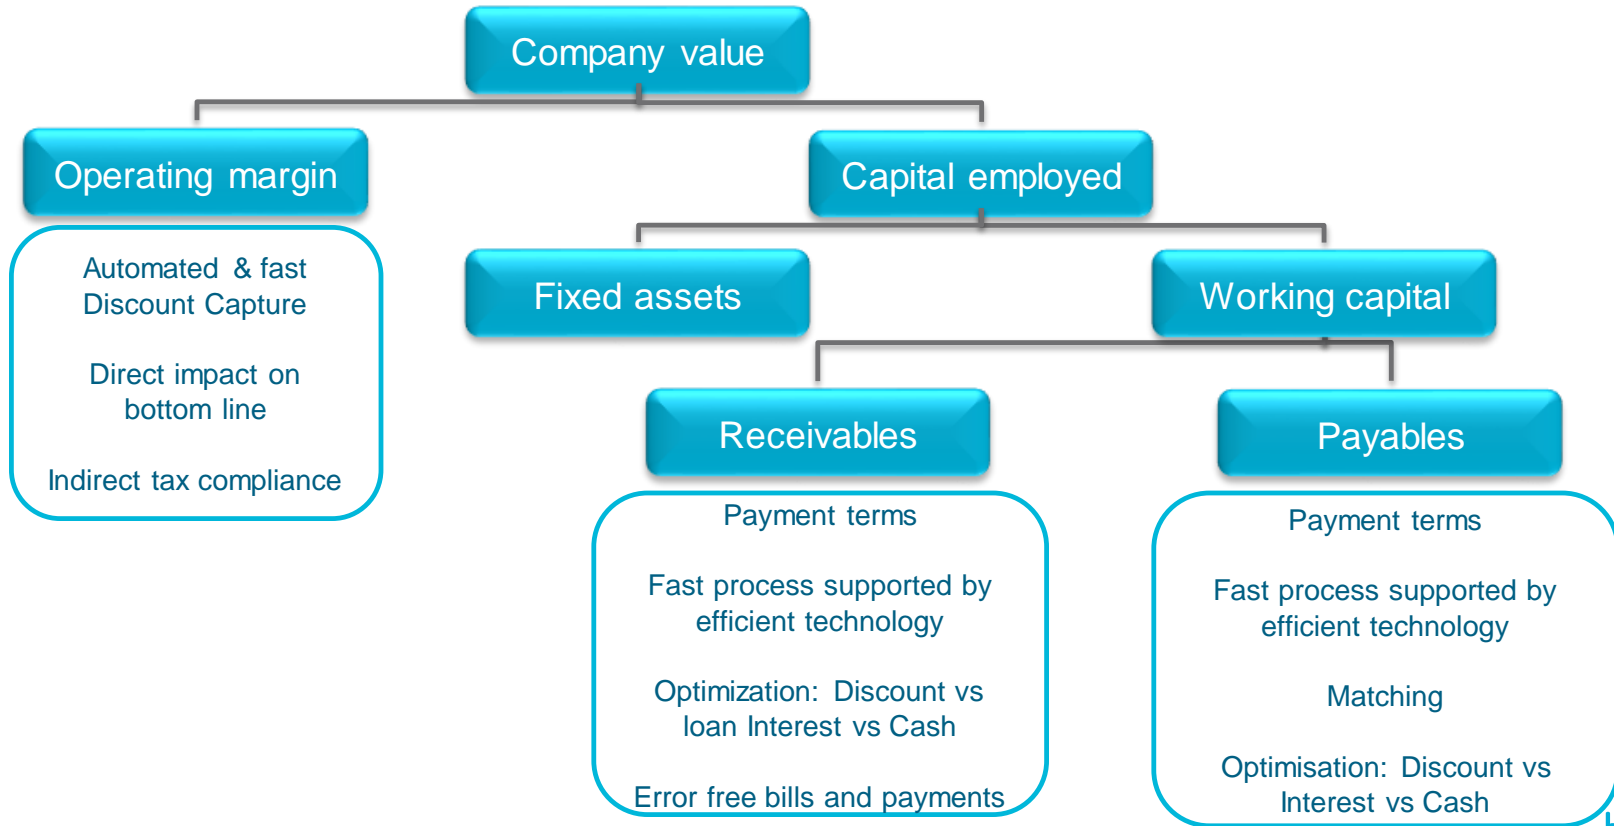 Company value
Operating margin
Capital employed
Automated & fast
Discount Capture
Direct impact on
bottom line
Indirect tax compliance
Fixed assets
Working capital
Receivables
Payables
Payment terms
Fast process supported by
efficient technology
Optimization: Discount vs
loan Interest vs Cash
Error free bills and payments
Payment terms
Fast process supported by
efficient technology
Matching
Optimisation: Discount vs
Interest vs Cash